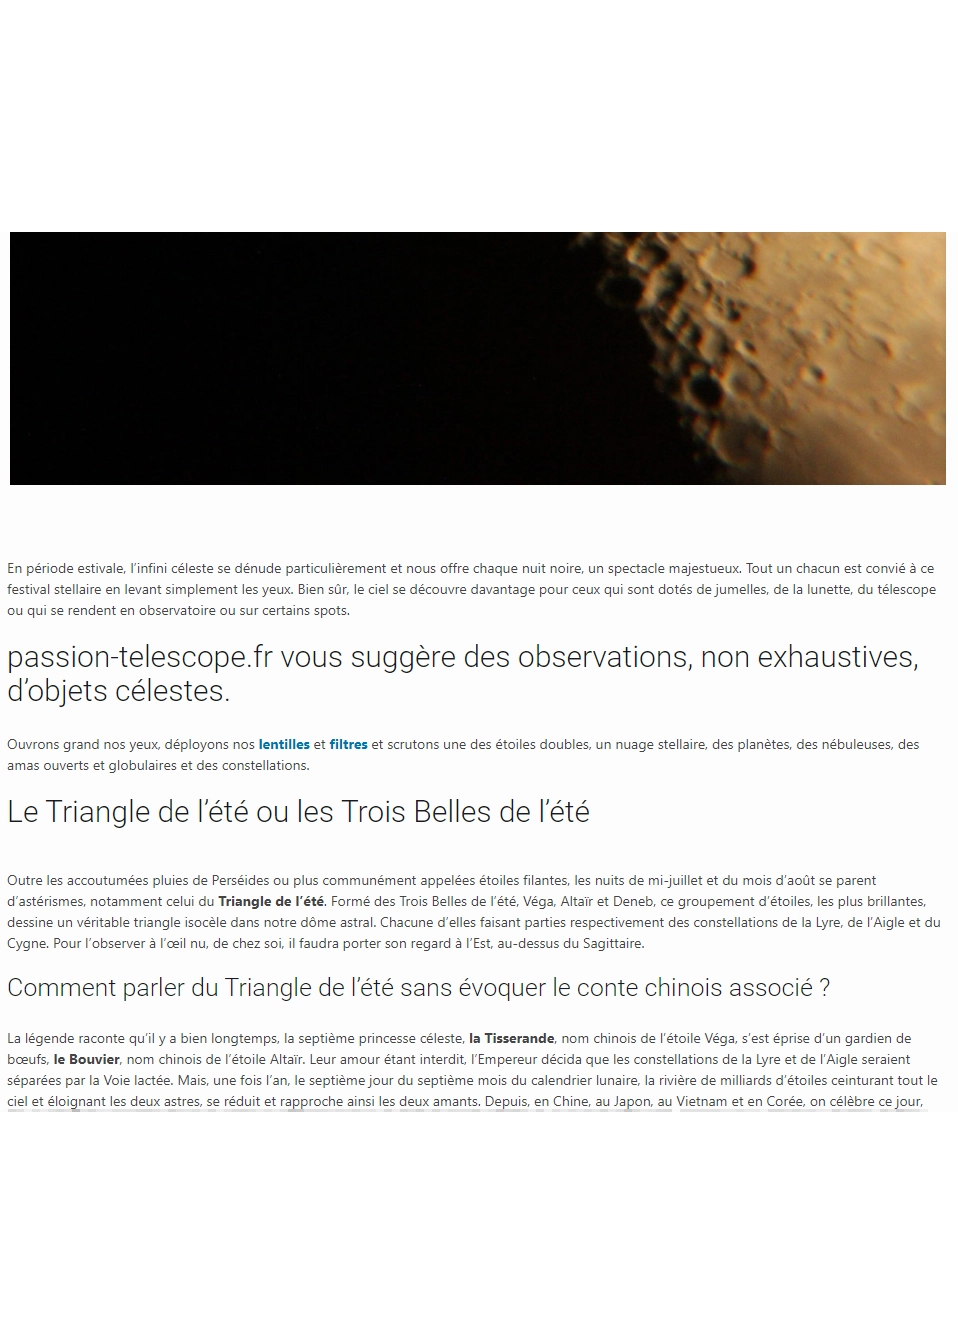 En période estivale, l’infini céleste se dénude particulièrement et nous offre chaque nuit noire, un spectacle majestueux. Tout un chacun est convié à ce
festival stellaire en levant simplement les yeux. Bien sûr, le ciel se découvre davantage pour ceux qui sont dotés de jumelles, de la lunette, du télescope
ou qui se rendent en observatoire ou sur certains spots.
passion-telescope.fr vous suggère des observations, non exhaustives,
d’objets célestes.
Ouvrons grand nos yeux, déployons nos lentilles et filtres et scrutons une des étoiles doubles, un nuage stellaire, des planètes, des nébuleuses, des
amas ouverts et globulaires et des constellations.
Le Triangle de l’été ou les Trois Belles de l’été
Outre les accoutumées pluies de Perséides ou plus communément appelées étoiles filantes, les nuits de mi-juillet et du mois d’août se parent
d’astérismes, notamment celui du Triangle de l’été. Formé des Trois Belles de l’été, Véga, Altaïr et Deneb, ce groupement d’étoiles, les plus brillantes,
dessine un véritable triangle isocèle dans notre dôme astral. Chacune d’elles faisant parties respectivement des constellations de la Lyre, de l’Aigle et du
Cygne. Pour l’observer à l’œil nu, de chez soi, il faudra porter son regard à l’Est, au-dessus du Sagittaire.
Comment parler du Triangle de l’été sans évoquer le conte chinois associé ?
La légende raconte qu’il y a bien longtemps, la septième princesse céleste, la Tisserande, nom chinois de l’étoile Véga, s’est éprise d’un gardien de
bœufs, le Bouvier, nom chinois de l’étoile Altaïr. Leur amour étant interdit, l’Empereur décida que les constellations de la Lyre et de l’Aigle seraient
séparées par la Voie lactée. Mais, une fois l’an, le septième jour du septième mois du calendrier lunaire, la rivière de milliards d’étoiles ceinturant tout le
ciel et éloignant les deux astres, se réduit et rapproche ainsi les deux amants. Depuis, en Chine, au Japon, au Vietnam et en Corée, on célèbre ce jour,